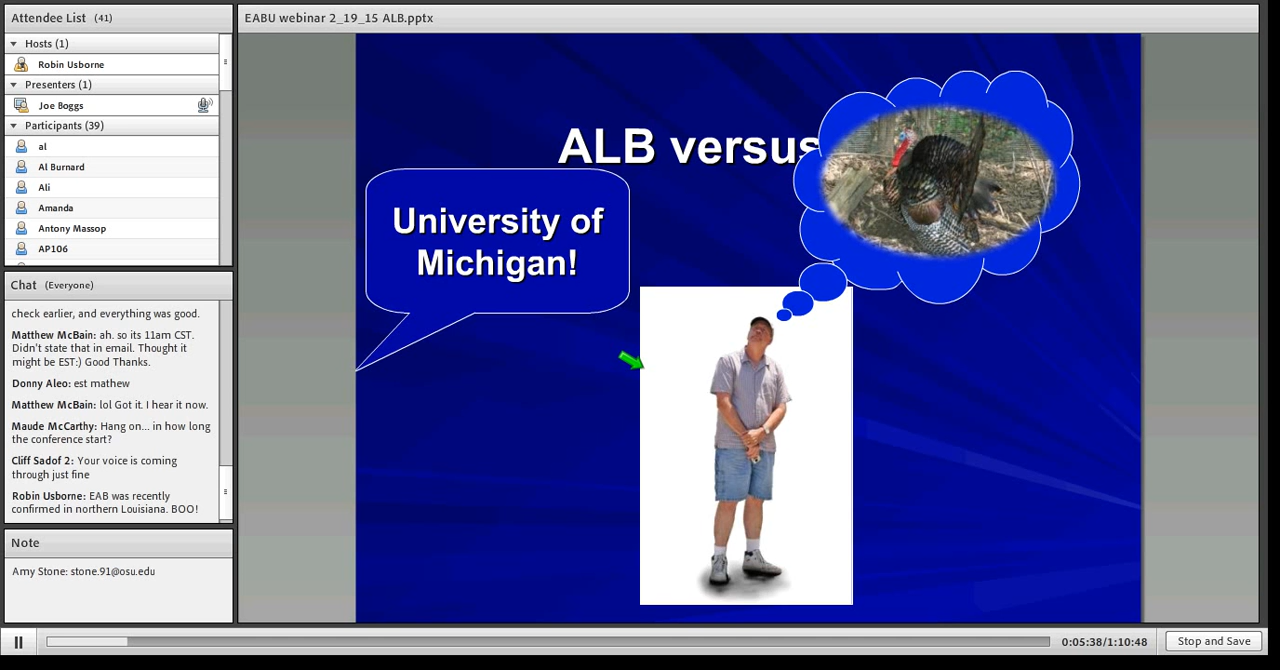 Attendee List (41)
Hosts (1)
Robin Usborne
Presenters (1)
Joe Boggs
Participants (39)
al
Al Burnard
Ali
Amanda
Antony Massop
AP106
Chat (Everyone)
check earlier, and everything was good.
Matthew McBain: ah. so its 11am CST.
Didn't state that in email. Thought it
might be EST:) Good Thanks.
Donny Aleo: est mathew
Matthew McBain: lol Got it. I hear it now.
Maude McCarthy: Hang on... in how long
the conference start?
Cliff Sadof 2: Your voice is coming
through just fine
Robin Usborne: EAB was recently
confirmed in northern Louisiana. BOO!
Note
Amy Stone: stone.91@osu.edu
EABU webinar 2_19_15 ALB.pptx
ALB versus
University of
Michigan!
0:05:38/1:10:48
Stop and Save